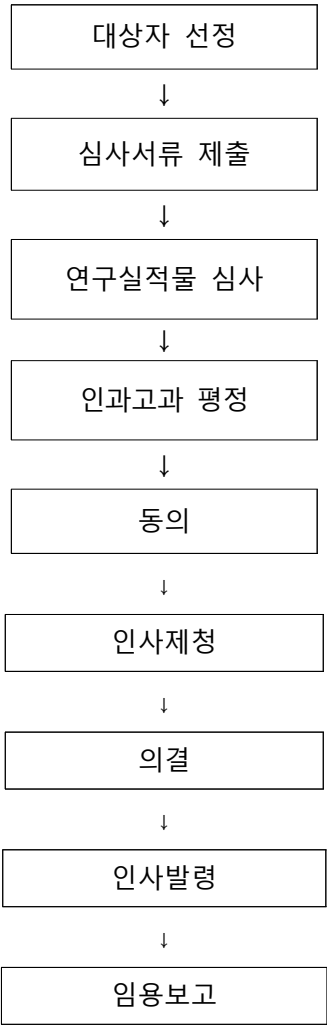 대상자 선정
↓
심사서류 제출
↓
연구실적물 심사
↓
인과고과 평정
↓
동의
↓
인사제청
↓
의결
↓
인사발령
↓
임용보고